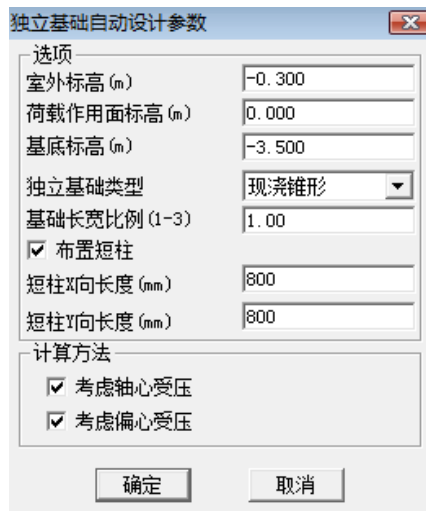 独立基础自动设计参数
选项
室外标高(m) -0.300
荷载作用面标高(m) 0.000
基底标高(m) -3.500
独立基础类型 现浇锥形
基础长宽比例(1-3) 1.00
布置短柱
短柱X向长度(mm) 800
短柱Y向长度(mm) 800
计算方法
考虑轴心受压
考虑偏心受压
确定 取消